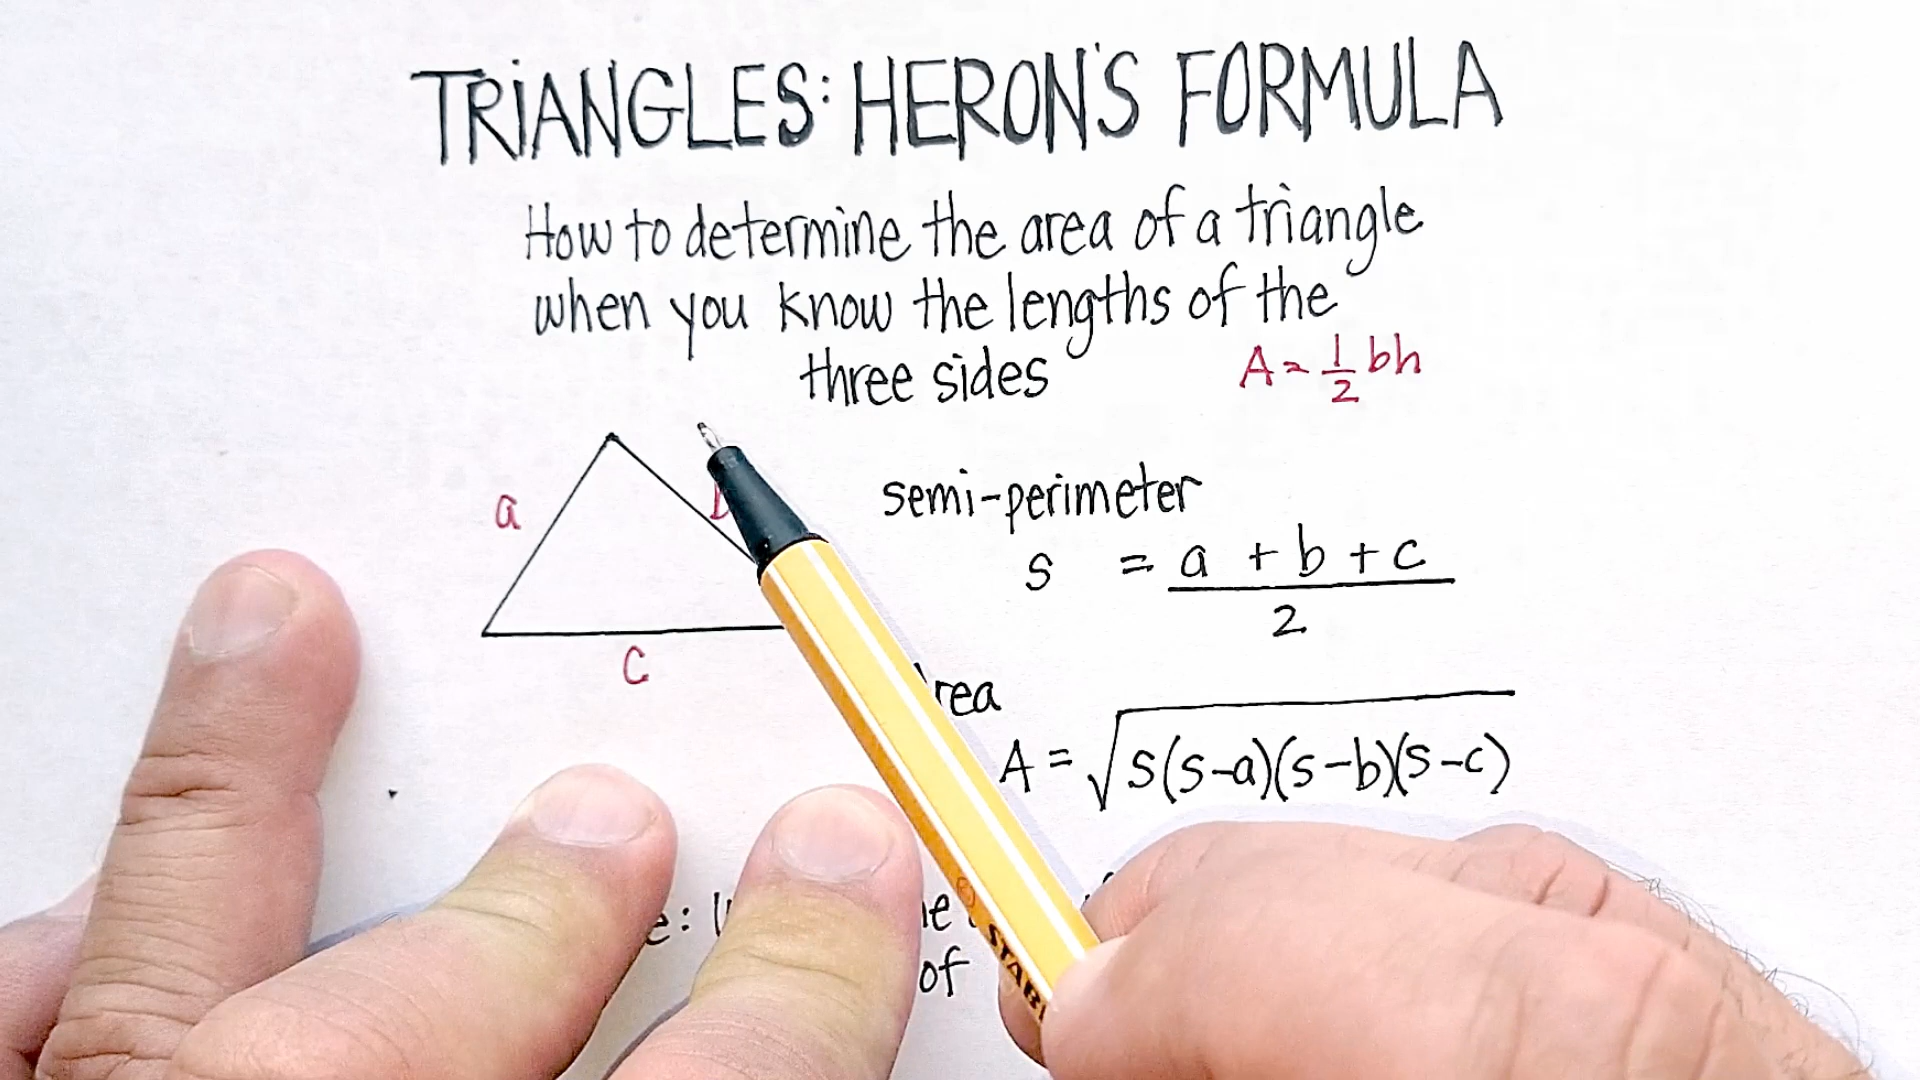 TRiANGLES: HERON'S FORMULA
How to determine the area of a triangle
when you know the lengths of the
three sides
A = 1/2 bh
a
c
semi-perimeter
s = a + b + c
2
rea
A = √s(s-a)(s-b)(s-c)
of
STABI